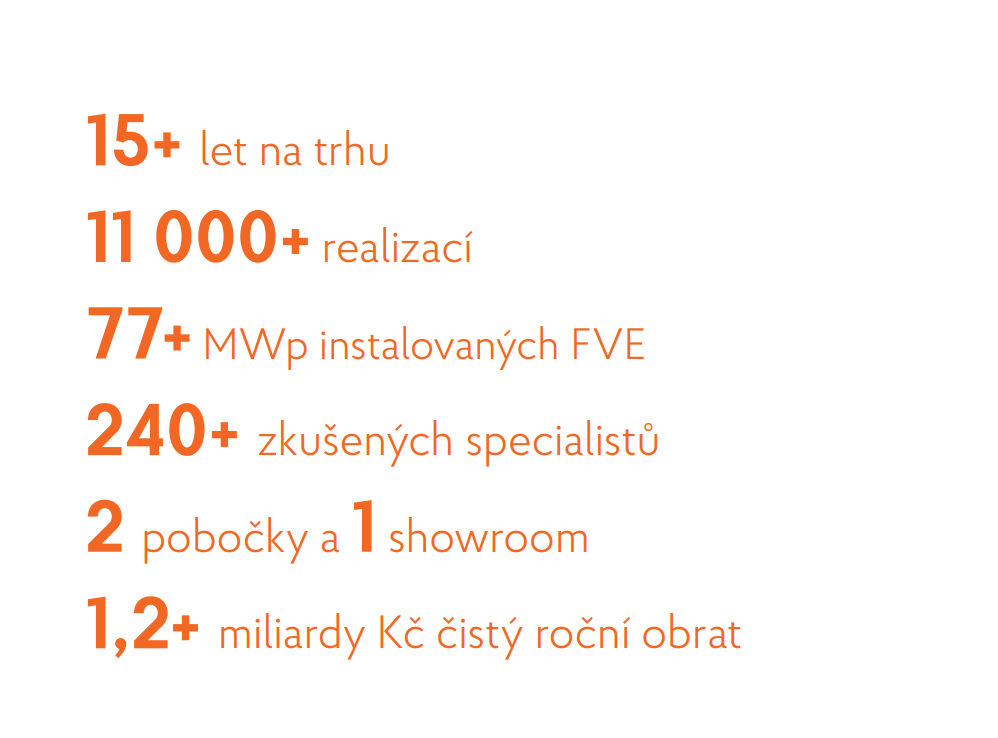 15+ let na trhu
11 000+ realizací
77+ MWp instalovaných FVE
240+ zkušených specialistů
2 pobočky a 1 showroom
1,2+ miliardy Kč čistý roční obrat